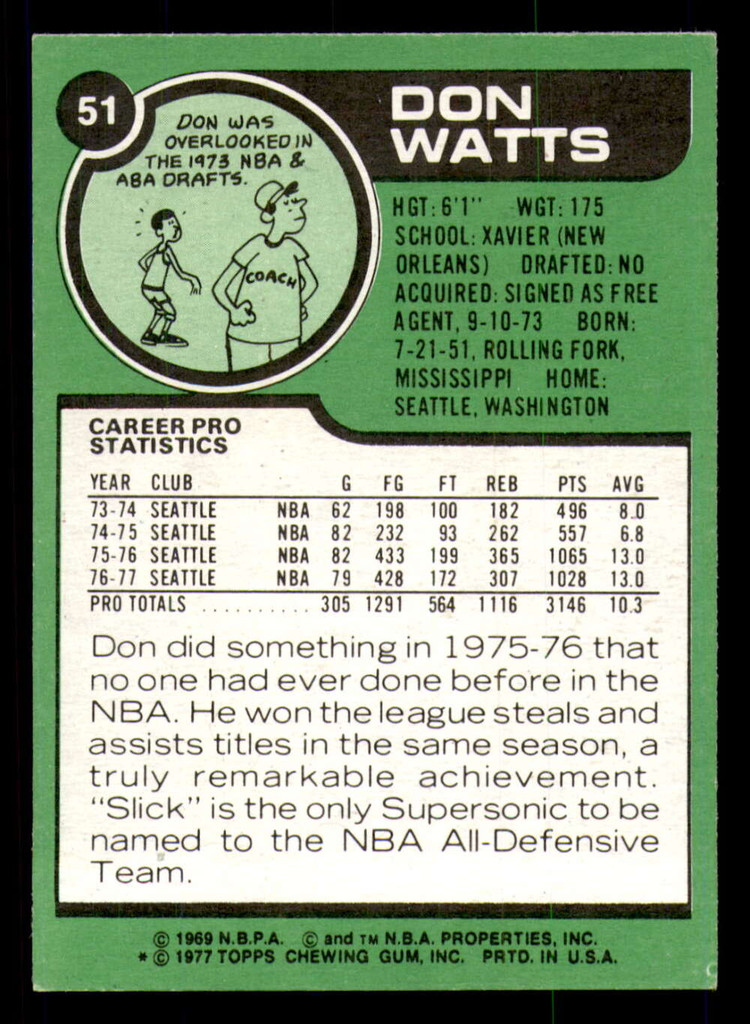 51
DON WAS
OVERLOOKED IN
THE 1973 NBA &
ABA DRAFTS.
COACH
DON
WATTS
HGT: 6'1" WGT: 175
SCHOOL: XAVIER (NEW
ORLEANS) DRAFTED: NO
ACQUIRED: SIGNED AS FREE
AGENT, 9-10-73 BORN:
7-21-51, ROLLING FORK,
MISSISSIPPI HOME:
SEATTLE, WASHINGTON
CAREER PRO
STATISTICS
YEAR CLUB G FG FT REB PTS AVG
73-74 SEATTLE NBA 62 198 100 182 496 8.0
74-75 SEATTLE NBA 82 232 93 262 557 6.8
75-76 SEATTLE NBA 82 433 199 365 1065 13.0
76-77 SEATTLE NBA 79 428 172 307 1028 13.0
PRO TOTALS .......... 305 1291 564 1116 3146 10.3
Don did something in 1975-76 that
no one had ever done before in the
NBA. He won the league steals and
assists titles in the same season, a
truly remarkable achievement.
"Slick" is the only Supersonic to be
named to the NBA All-Defensive
Team.
© 1969 N.B.P.A. © and TM N.B.A. PROPERTIES, INC.
* © 1977 TOPPS CHEWING GUM, INC. PRTD. IN U.S.A.